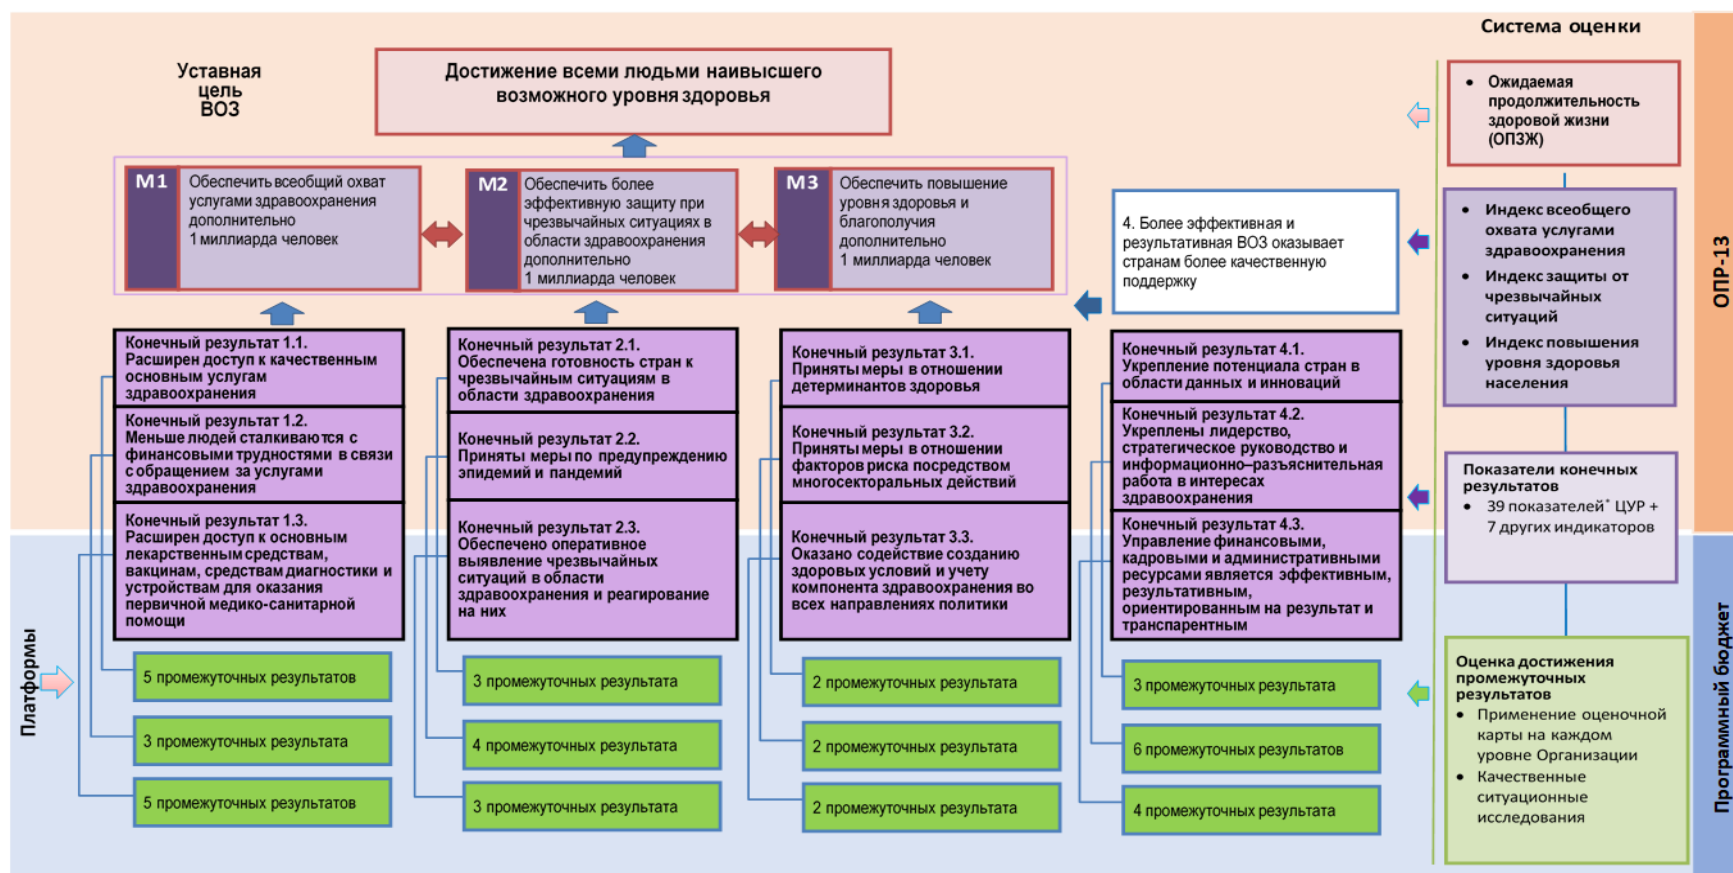 Система оценки
Уставная
цель
ВОЗ
Достижение всеми людьми наивысшего
возможного уровня здоровья
• Ожидаемая
продолжительность
здоровой жизни
(ОПЗЖ)
М1
Обеспечить всеобщий охват
услугами здравоохранения
дополнительно
1 миллиарда человек
М2
Обеспечить более
эффективную защиту при
чрезвычайных ситуациях в
области здравоохранения
дополнительно
1 миллиарда человек
М3
Обеспечить повышение
уровня здоровья и
благополучия
дополнительно
1 миллиарда человек
4. Более эффективная и
результативная ВОЗ оказывает
странам более качественную
поддержку
• Индекс всеобщего
охвата услугами
здравоохранения
• Индекс защиты от
чрезвычайных
ситуаций
• Индекс повышения
уровня здоровья
населения
ОПР-13
Конечный результат 1.1.
Расширен доступ к качественным
основным услугам
здравоохранения
Конечный результат 1.2.
Меньше людей сталкиваются с
финансовыми трудностями в связи
с обращением за услугами
здравоохранения
Конечный результат 1.3.
Расширен доступ к основным
лекарственным средствам,
вакцинам, средствам диагностики и
устройствам для оказания
первичной медико-санитарной
помощи
Конечный результат 2.1.
Обеспечена готовность стран к
чрезвычайным ситуациям в
области здравоохранения
Конечный результат 2.2.
Приняты меры по предупреждению
эпидемий и пандемий
Конечный результат 2.3.
Обеспечено оперативное
выявление чрезвычайных
ситуаций в области
здравоохранения и реагирование
на них
Конечный результат 3.1.
Приняты меры в отношении
детерминантов здоровья
Конечный результат 3.2.
Приняты меры в отношении
факторов риска посредством
многосекторальных действий
Конечный результат 3.3.
Оказано содействие созданию
здоровых условий и учету
компонента здравоохранения во
всех направлениях политики
Конечный результат 4.1.
Укрепление потенциала стран в
области данных и инноваций
Конечный результат 4.2.
Укреплены лидерство,
стратегическое руководство и
информационно–разъяснительная
работа в интересах
здравоохранения
Конечный результат 4.3.
Управление финансовыми,
кадровыми и административными
ресурсами является эффективным,
результативным,
ориентированным на результат и
транспарентным
Показатели конечных
результатов
• 39 показателей* ЦУР +
7 других индикаторов
Платформы
5 промежуточных результатов
3 промежуточных результата
5 промежуточных результатов
3 промежуточных результата
4 промежуточных результата
3 промежуточных результата
2 промежуточных результата
2 промежуточных результата
2 промежуточных результата
3 промежуточных результата
6 промежуточных результатов
4 промежуточных результата
Оценка достижения
промежуточных
результатов
• Применение оценочной
карты на каждом
уровне Организации
• Качественные
ситуационные
исследования
Программный бюджет